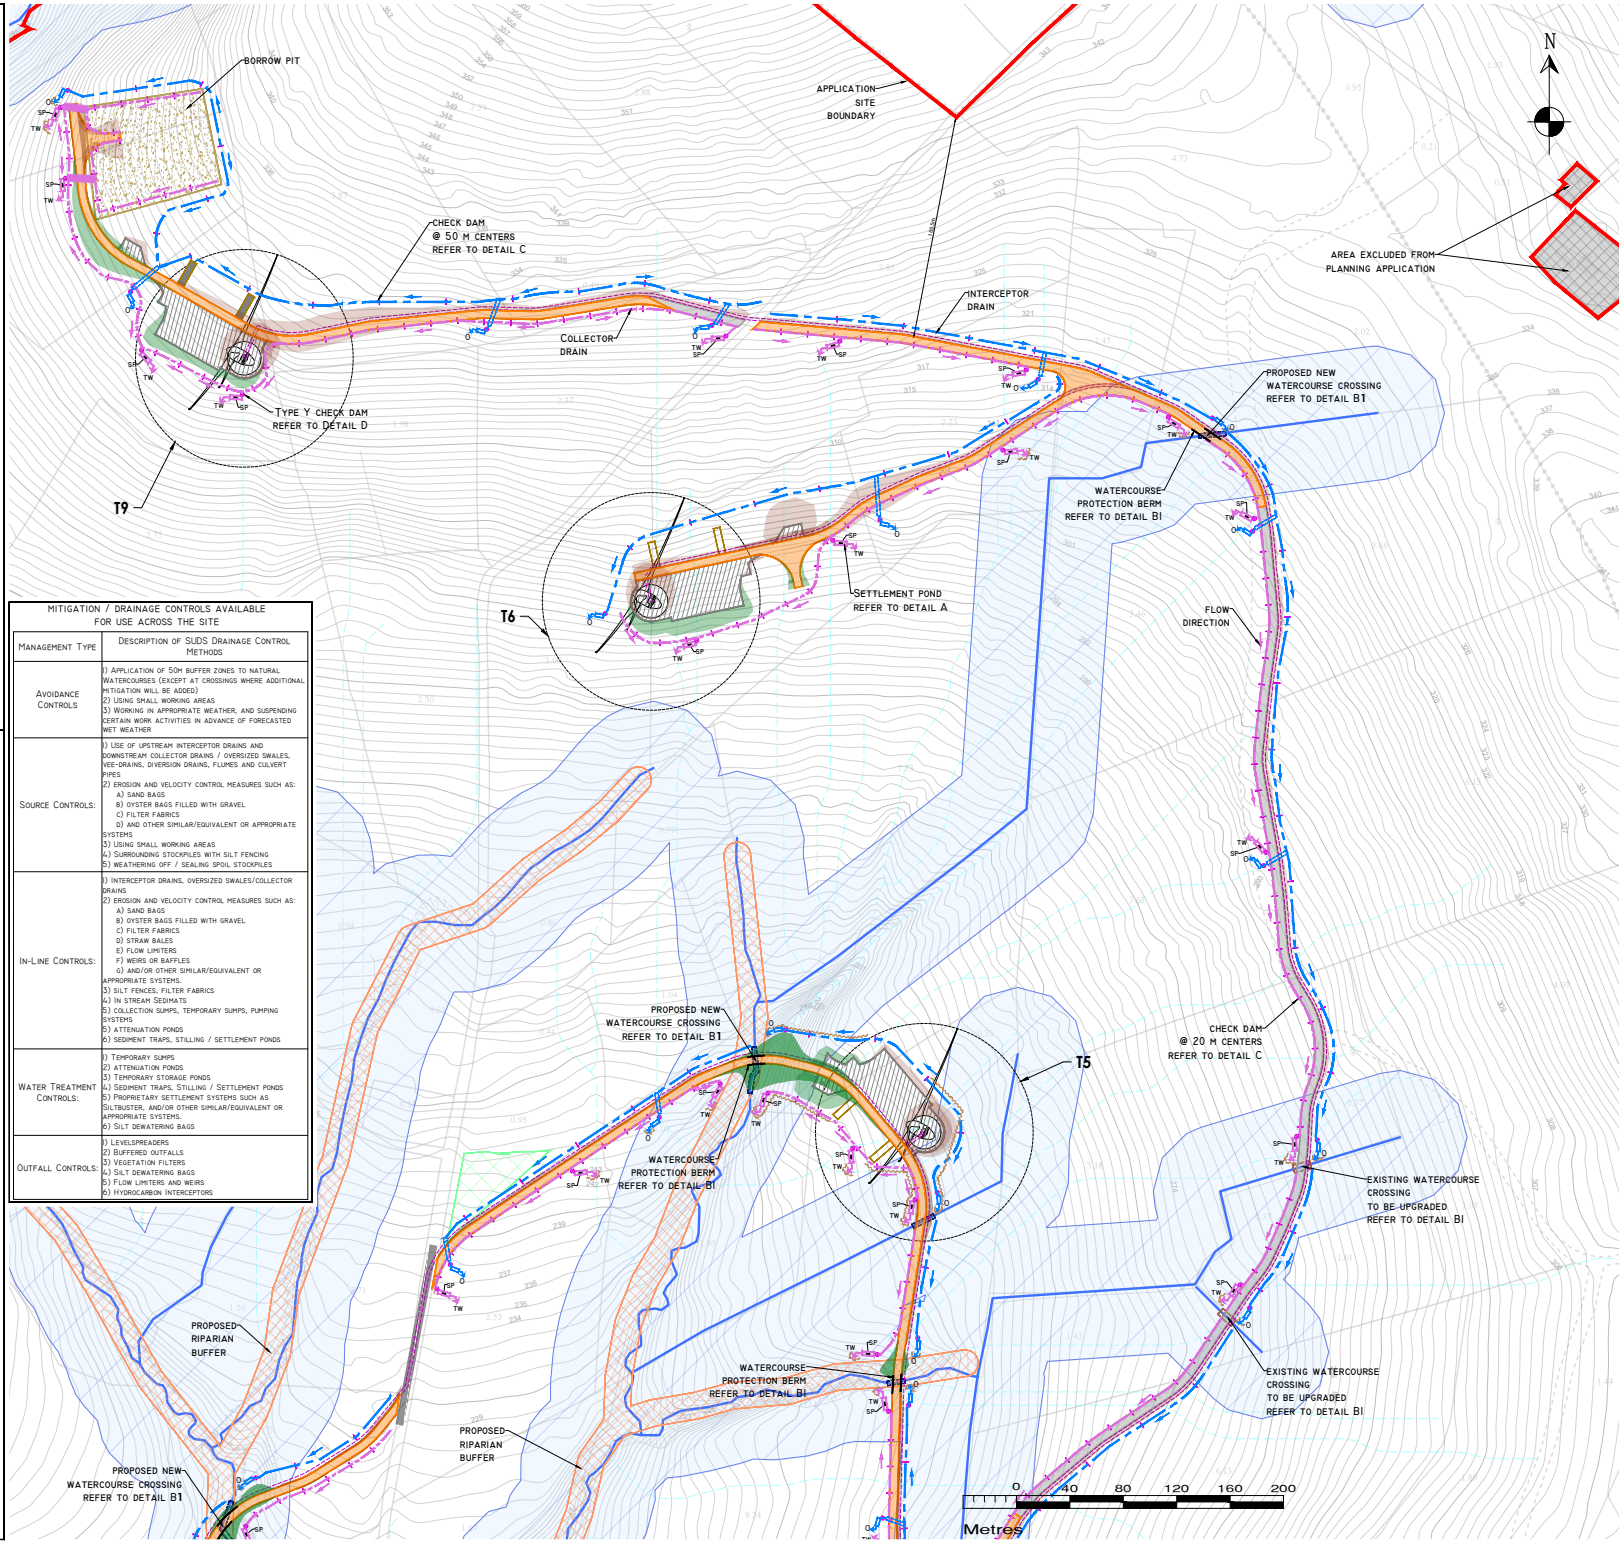 BORROW PIT
APPLICATION
SITE
BOUNDARY
N
CHECK DAM
@ 50 M CENTERS
REFER TO DETAIL C
AREA EXCLUDED FROM
PLANNING APPLICATION
INTERCEPTOR
DRAIN
COLLECTOR
DRAIN
TYPE Y CHECK DAM
REFER TO DETAIL D
T9
PROPOSED NEW
WATERCOURSE CROSSING
REFER TO DETAIL B1
WATERCOURSE
PROTECTION BERM
REFER TO DETAIL B1
SETTLEMENT POND
REFER TO DETAIL A
T6
FLOW
DIRECTION
MITIGATION / DRAINAGE CONTROLS AVAILABLE
FOR USE ACROSS THE SITE
MANAGEMENT TYPE
DESCRIPTION OF SUDS DRAINAGE CONTROL
METHODS
AVOIDANCE
CONTROLS
1) APPLICATION OF 50M BUFFER ZONES TO NATURAL
WATERCOURSES (EXCEPT AT CROSSINGS WHERE ADDITIONAL
MITIGATION WILL BE ADDED)
2) USING SMALL WORKING AREAS
3) WORKING IN APPROPRIATE WEATHER, AND SUSPENDING
CERTAIN WORK ACTIVITIES IN ADVANCE OF FORECASTED
WET WEATHER
SOURCE CONTROLS:
1) USE OF UPSTREAM INTERCEPTOR DRAINS AND
DOWNSTREAM COLLECTOR DRAINS / OVERSIZED SWALES,
VEE-DRAINS, DIVERSION DRAINS, FLUMES AND CULVERT
PIPES
2) EROSION AND VELOCITY CONTROL MEASURES SUCH AS:
A) SAND BAGS
B) OYSTER BAGS FILLED WITH GRAVEL
C) FILTER FABRICS
D) AND OTHER SIMILAR/EQUIVALENT OR APPROPRIATE
SYSTEMS
3) USING SMALL WORKING AREAS
4) SURROUNDING STOCKPILES WITH SILT FENCING
5) WEATHERING OFF / SEALING SPOIL STOCKPILES
IN-LINE CONTROLS:
1) INTERCEPTOR DRAINS, OVERSIZED SWALES/COLLECTOR
DRAINS
2) EROSION AND VELOCITY CONTROL MEASURES SUCH AS:
A) SAND BAGS
B) OYSTER BAGS FILLED WITH GRAVEL
C) FILTER FABRICS
D) STRAW BALES
E) FLOW LIMITERS
F) WEIRS OR BAFFLES
G) AND/OR OTHER SIMILAR/EQUIVALENT OR
APPROPRIATE SYSTEMS.
3) SILT FENCES, FILTER FABRICS
4) IN STREAM SEDIMATS
5) COLLECTION SUMPS, TEMPORARY SUMPS, PUMPING
SYSTEMS
5) ATTENUATION PONDS
6) SEDIMENT TRAPS, STILLING / SETTLEMENT PONDS
WATER TREATMENT
CONTROLS:
1) TEMPORARY SUMPS
2) ATTENUATION PONDS
3) TEMPORARY STORAGE PONDS
4) SEDIMENT TRAPS, STILLING / SETTLEMENT PONDS
5) PROPRIETARY SETTLEMENT SYSTEMS SUCH AS
SILTBUSTER, AND/OR OTHER SIMILAR/EQUIVALENT OR
APPROPRIATE SYSTEMS.
6) SILT DEWATERING BAGS
OUTFALL CONTROLS:
1) LEVELSPREADERS
2) BUFFERED OUTFALLS
3) VEGETATION FILTERS
4) SILT DEWATERING BAGS
5) FLOW LIMITERS AND WEIRS
6) HYDROCARBON INTERCEPTORS
PROPOSED NEW
WATERCOURSE CROSSING
REFER TO DETAIL B1
CHECK DAM
@ 20 M CENTERS
REFER TO DETAIL C
T5
WATERCOURSE
PROTECTION BERM
REFER TO DETAIL B1
EXISTING WATERCOURSE
CROSSING
TO BE UPGRADED
REFER TO DETAIL B1
PROPOSED
RIPARIAN
BUFFER
WATERCOURSE
PROTECTION BERM
REFER TO DETAIL B1
EXISTING WATERCOURSE
CROSSING
TO BE UPGRADED
REFER TO DETAIL B1
PROPOSED
RIPARIAN
BUFFER
PROPOSED NEW
WATERCOURSE CROSSING
REFER TO DETAIL B1
0 40 80 120 160 200
Metres